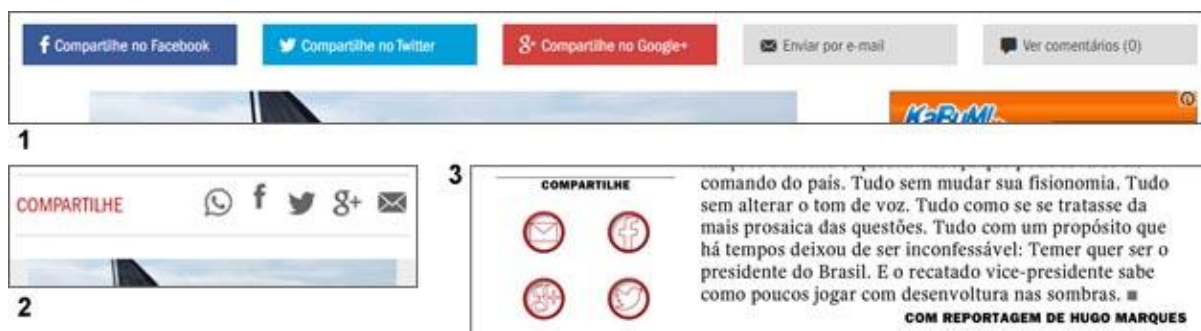 Compartilhe no Facebook
Compartilhe no Twitter
g+ Compartilhe no Google+
Enviar por e-mail
Ver comentários (0)
KaBuM!
1
COMPARTILHE
f
g+
2
3
COMPARTILHE
g+
comando do país. Tudo sem mudar sua fisionomia. Tudo
sem alterar o tom de voz. Tudo como se se tratasse da
mais prosaica das questões. Tudo com um propósito que
há tempos deixou de ser inconfessável: Temer quer ser o
presidente do Brasil. E o recatado vice-presidente sabe
como poucos jogar com desenvoltura nas sombras. ■
COM REPORTAGEM DE HUGO MARQUES